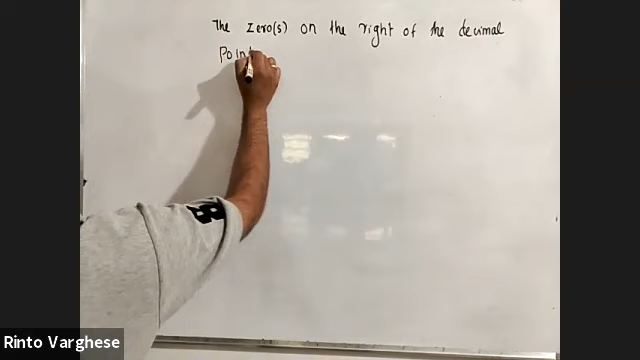 The zero(s) on the right of the decimal
Point
Rinto Varghese